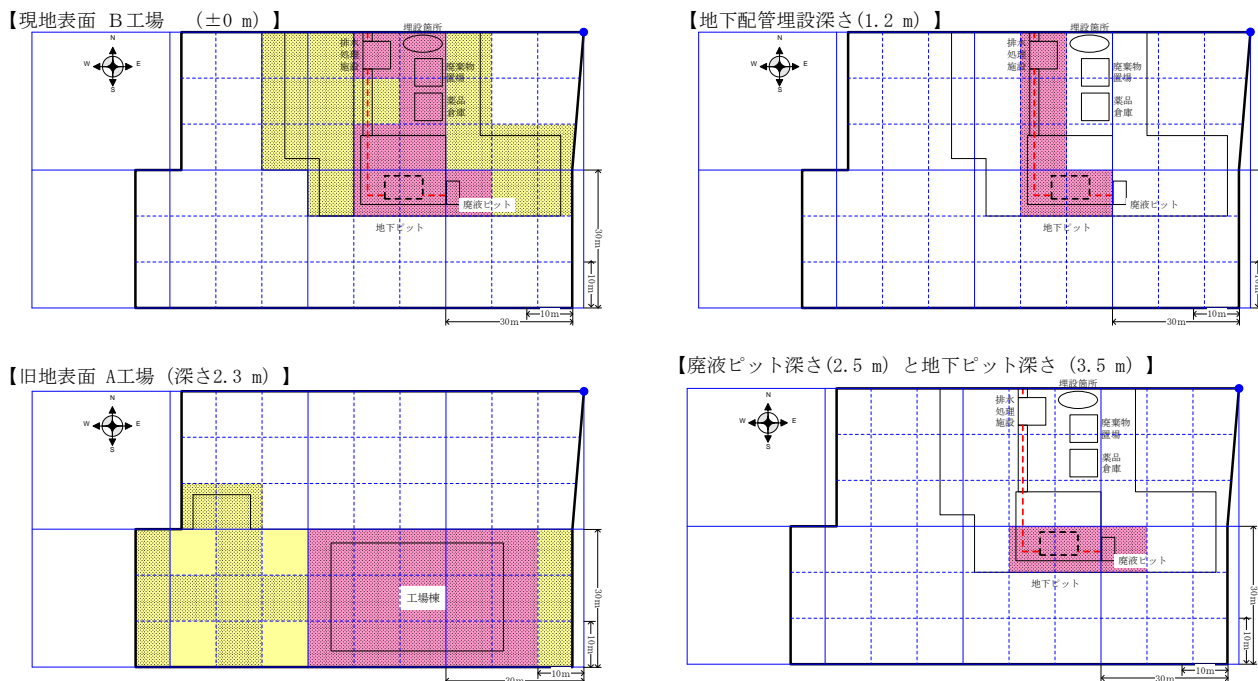 【現地表面 B工場 (±0 m) 】
埋設箇所
排水
処理
施設
廃棄物
置場
薬品
倉庫
N
W
E
S
廃液ピット
地下ピット
30m
10m
10m
30m
【地下配管埋設深さ(1.2 m) 】
埋設箇所
排水
処理
施設
廃棄物
置場
薬品
倉庫
N
W
E
S
廃液ピット
地下ピット
30m
10m
10m
30m
【旧地表面 A工場 (深さ2.3 m) 】
N
W
E
S
工場棟
30m
10m
10m
30m
【廃液ピット深さ(2.5 m) と地下ピット深さ (3.5 m) 】
埋設箇所
排水
処理
施設
廃棄物
置場
薬品
倉庫
N
W
E
S
廃液ピット
地下ピット
30m
10m
10m
30m